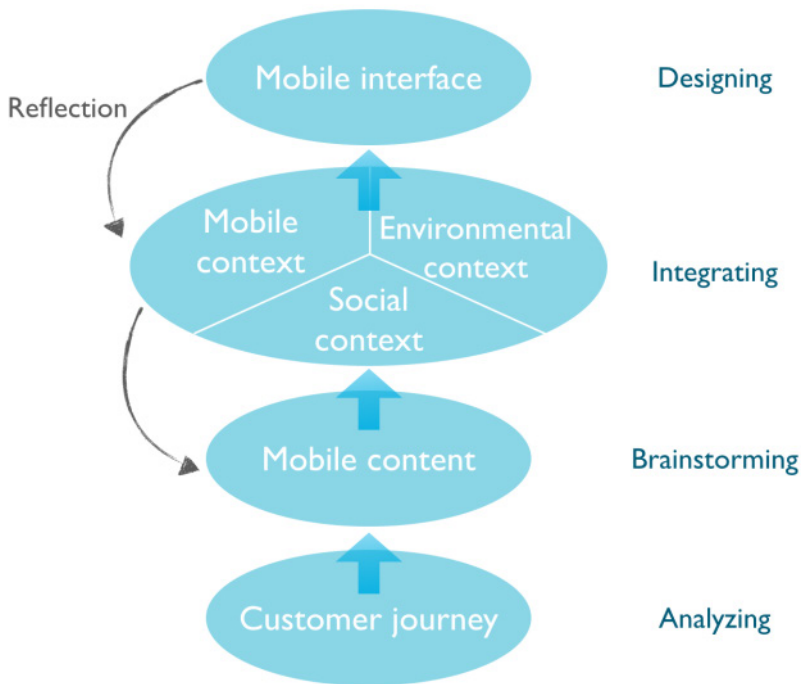 Mobile interface
Designing
Reflection
Mobile
context
Environmental
context
Social
context
Integrating
Mobile content
Brainstorming
Customer journey
Analyzing